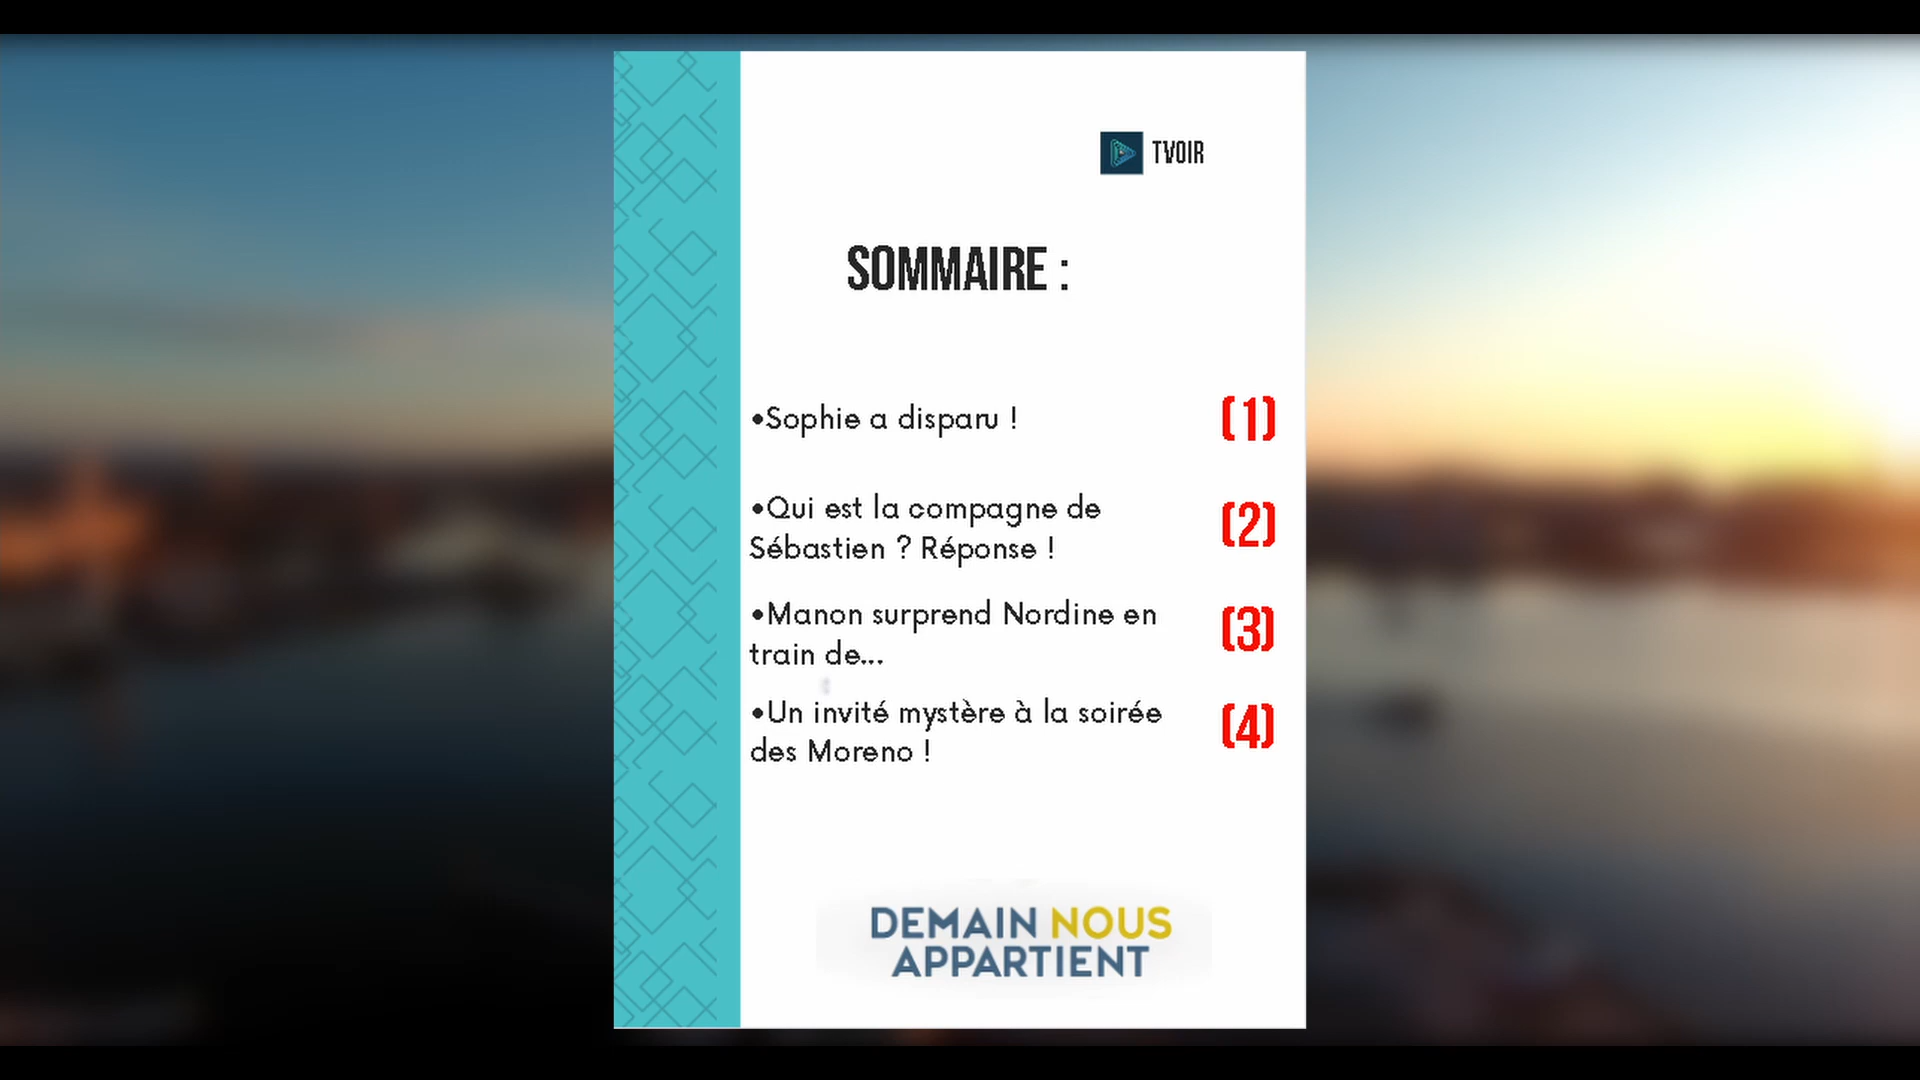 TVOIR
SOMMAIRE :
•Sophie a disparu !
(1)
•Qui est la compagne de
Sébastien ? Réponse !
(2)
•Manon surprend Nordine en
train de...
(3)
•Un invité mystère à la soirée
des Moreno !
(4)
DEMAIN NOUS
APPARTIENT